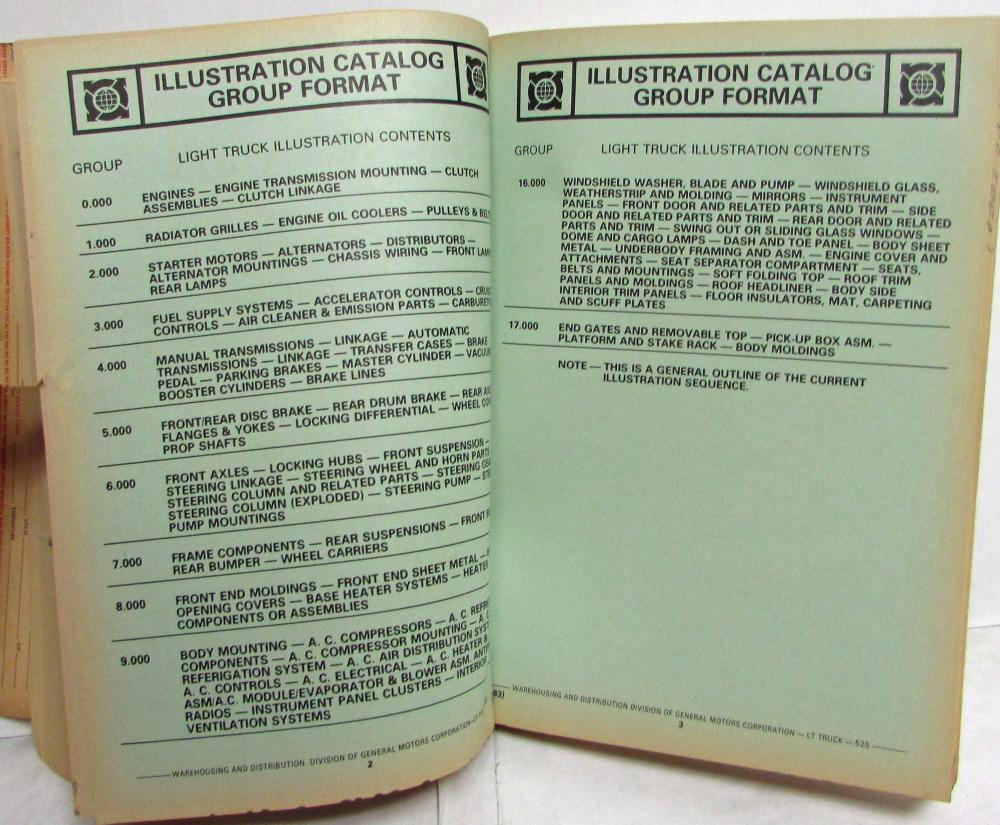 ILLUSTRATION CATALOG
GROUP FORMAT
GROUP
LIGHT TRUCK ILLUSTRATION CONTENTS
0.000
ENGINES — ENGINE TRANSMISSION MOUNTING — CLUTCH
ASSEMBLIES — CLUTCH LINKAGE
1.000
RADIATOR GRILLES — ENGINE OIL COOLERS — PULLEYS &
2.000
STARTER MOTORS — ALTERNATORS — DISTRIBUTORS —
ALTERNATOR MOUNTINGS — CHASSIS WIRING — FRONT
REAR LAMPS
3.000
FUEL SUPPLY SYSTEMS — ACCELERATOR CONTROLS —
CONTROLS — AIR CLEANER & EMISSION PARTS —
4.000
MANUAL TRANSMISSIONS — LINKAGE — AUTOMATIC
TRANSMISSIONS — LINKAGE — TRANSFER CASES — BRAKE
PEDAL — PARKING BRAKES — MASTER CYLINDER —
BOOSTER CYLINDERS — BRAKE LINES
5.000
FRONT/REAR DISC BRAKE — REAR DRUM BRAKE — REAR
FLANGES & YOKES — LOCKING DIFFERENTIAL — WHEEL
PROP SHAFTS
6.000
FRONT AXLES — LOCKING HUBS — FRONT SUSPENSION —
STEERING LINKAGE — STEERING WHEEL AND HORN PARTS
STEERING COLUMN AND RELATED PARTS — STEERING
STEERING COLUMN (EXPLODED) — STEERING PUMP —
PUMP MOUNTINGS
7.000
FRAME COMPONENTS — REAR SUSPENSIONS — FRONT
REAR BUMPER — WHEEL CARRIERS
8.000
FRONT END MOLDINGS — FRONT END SHEET METAL —
OPENING COVERS — BASE HEATER SYSTEMS — HEATER
COMPONENTS OR ASSEMBLIES
9.000
BODY MOUNTING — A. C. COMPRESSORS — A. C.
COMPONENTS — A. C. COMPRESSOR MOUNTING — A.
REFERIGATION SYSTEM — A. C. AIR DISTRIBUTION
A. C. CONTROLS — A. C. ELECTRICAL — A. C. HEATER &
ASM/A.C. MODULE/EVAPORATOR & BLOWER ASM.
RADIOS — INSTRUMENT PANEL CLUSTERS —
VENTILATION SYSTEMS
WAREHOUSING AND DISTRIBUTION DIVISION OF GENERAL MOTORS CORPORATION
2
ILLUSTRATION CATALOG
GROUP FORMAT
GROUP
LIGHT TRUCK ILLUSTRATION CONTENTS
16.000
WINDSHIELD WASHER, BLADE AND PUMP — WINDSHIELD GLASS,
WEATHERSTRIP AND MOLDING — MIRRORS — INSTRUMENT
PANELS — FRONT DOOR AND RELATED PARTS AND TRIM — SIDE
DOOR AND RELATED PARTS AND TRIM — REAR DOOR AND RELATED
PARTS AND TRIM — SWING OUT OR SLIDING GLASS WINDOWS —
DOME AND CARGO LAMPS — DASH AND TOE PANEL — BODY SHEET
METAL — UNDERBODY FRAMING AND ASM. — ENGINE COVER AND
ATTACHMENTS — SEAT SEPARATOR COMPARTMENT — SEATS,
BELTS AND MOUNTINGS — SOFT FOLDING TOP — ROOF TRIM
PANELS AND MOLDINGS — ROOF HEADLINER — BODY SIDE
INTERIOR TRIM PANELS — FLOOR INSULATORS, MAT, CARPETING
AND SCUFF PLATES
17.000
END GATES AND REMOVABLE TOP — PICK-UP BOX ASM. —
PLATFORM AND STAKE RACK — BODY MOLDINGS
NOTE — THIS IS A GENERAL OUTLINE OF THE CURRENT
ILLUSTRATION SEQUENCE.
WAREHOUSING AND DISTRIBUTION DIVISION OF GENERAL MOTORS CORPORATION — LT TRUCK — 52S
3